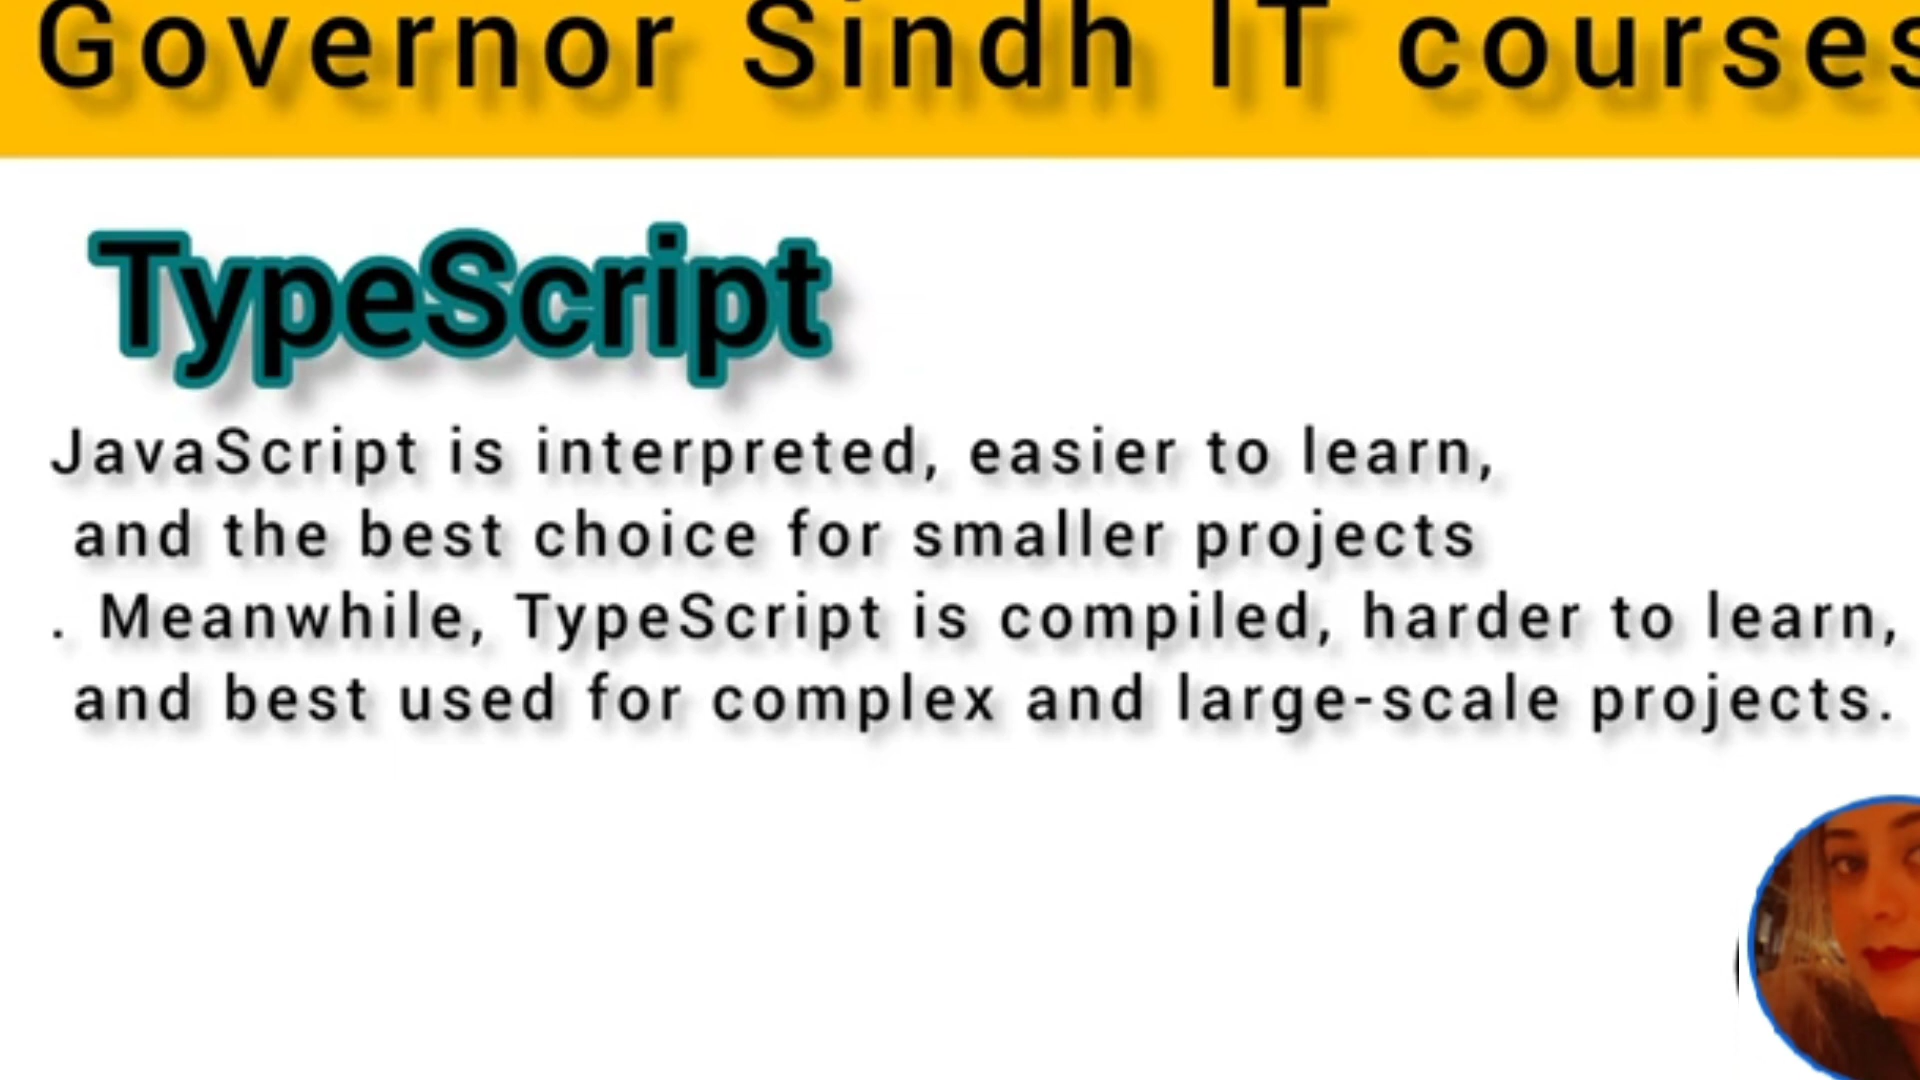 Governor Sindh IT courses
TypeScript
JavaScript is interpreted, easier to learn,
and the best choice for smaller projects
. Meanwhile, TypeScript is compiled, harder to learn,
and best used for complex and large-scale projects.